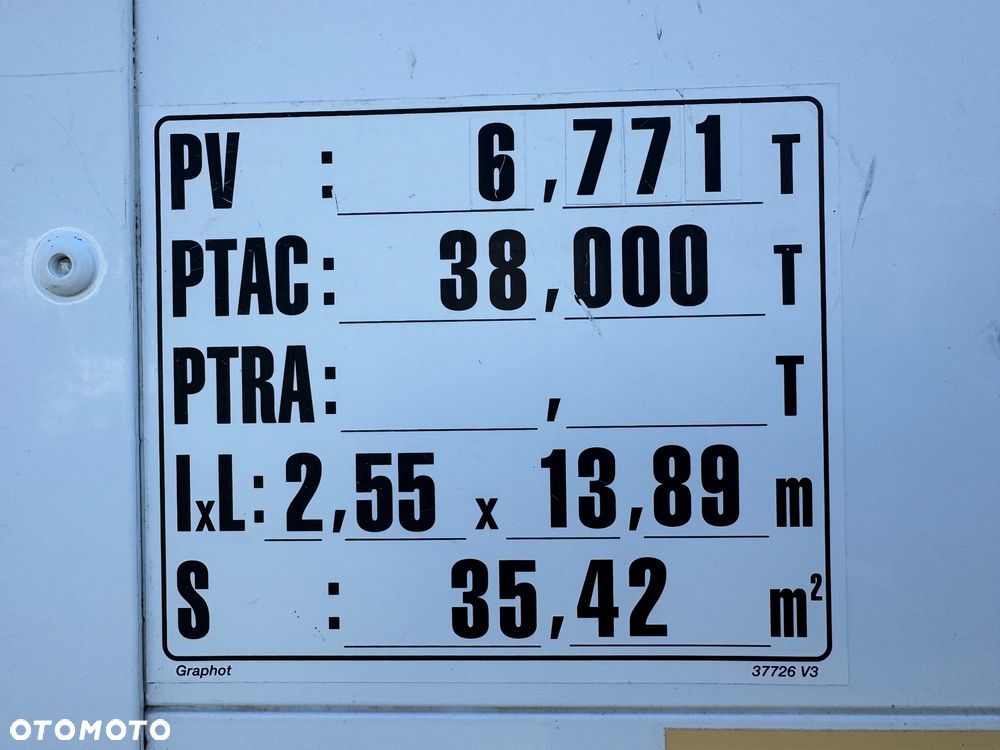 PV : 6,771 T
PTAC : 38,000 T
PTRA : , T
IxL : 2,55 x 13,89 m
S : 35,42 m²
Graphot 37726 V3
OTOMOTO